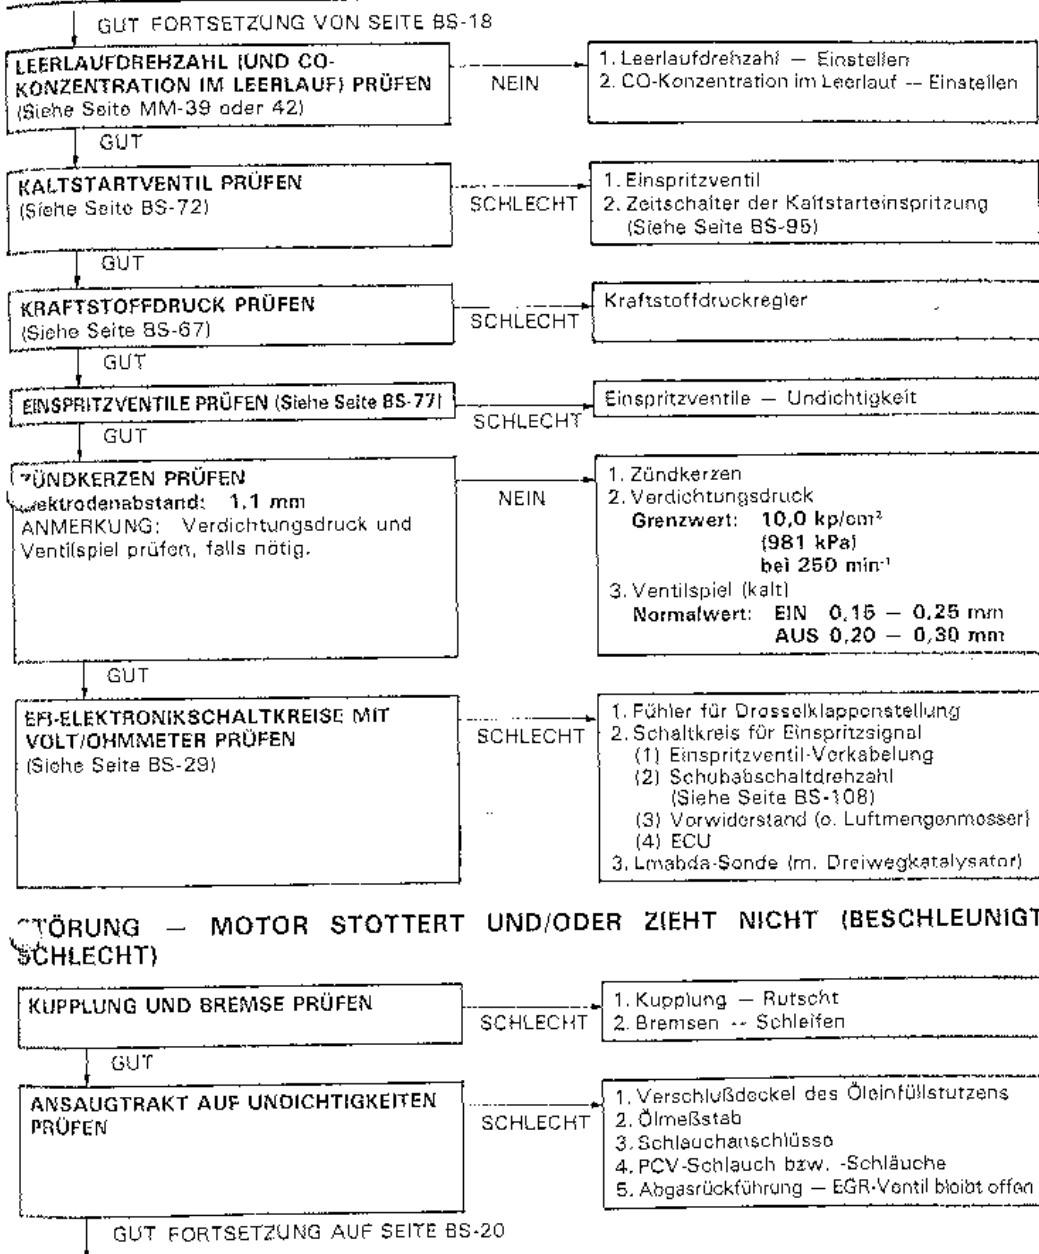 GUT FORTSETZUNG VON SEITE BS-18
LEERLAUFDREHZAHL (UND CO-
KONZENTRATION IM LEERLAUF) PRÜFEN
(Siehe Seite MM-39 oder 42)
NEIN
1. Leerlaufdrehzahl — Einstellen
2. CO-Konzentration im Leerlauf — Einstellen
GUT
KALTSTARTVENTIL PRÜFEN
(Siehe Seite BS-72)
SCHLECHT
1. Einspritzventil
2. Zeitschalter der Kaltstarteinspritzung
(Siehe Seite BS-95)
GUT
KRAFTSTOFFDRUCK PRÜFEN
(Siehe Seite BS-67)
SCHLECHT
Kraftstoffdruckregler
GUT
EINSPRITZVENTILE PRÜFEN (Siehe Seite BS-77)
SCHLECHT
Einspritzventile — Undichtigkeit
GUT
ZÜNDKERZEN PRÜFEN
Elektrodenabstand: 1,1 mm
ANMERKUNG: Verdichtungsdruck und
Ventilspiel prüfen, falls nötig.
NEIN
1. Zündkerzen
2. Verdichtungsdruck
Grenzwert: 10,0 kp/cm²
(981 kPa)
bei 250 min⁻¹
3. Ventilspiel (kalt)
Normalwert: EIN 0,15 — 0,25 mm
AUS 0,20 — 0,30 mm
GUT
EFI-ELEKTRONIKSCHALTKREISE MIT
VOLT/OHMMETER PRÜFEN
(Siehe Seite BS-29)
SCHLECHT
1. Fühler für Drosselklappenstellung
2. Schaltkreis für Einspritzsignal
(1) Einspritzventil-Verkabelung
(2) Schubabschaltdrehzahl
(Siehe Seite BS-108)
(3) Vorwiderstand (o. Luftmengenmesser)
(4) ECU
3. Lmabda-Sonde (m. Dreiwegkatalysator)
STÖRUNG — MOTOR STOTTERT UND/ODER ZIEHT NICHT (BESCHLEUNIGT
SCHLECHT)
KUPPLUNG UND BREMSE PRÜFEN
SCHLECHT
1. Kupplung — Rutscht
2. Bremsen — Schleifen
GUT
ANSAUGTRAKT AUF UNDICHTIGKEITEN
PRÜFEN
SCHLECHT
1. Verschlußdeckel des Öleinfüllstutzens
2. Ölmeßstab
3. Schlauchanschlüsse
4. PCV-Schlauch bzw. -Schläuche
5. Abgasrückführung — EGR-Ventil bleibt offen
GUT FORTSETZUNG AUF SEITE BS-20